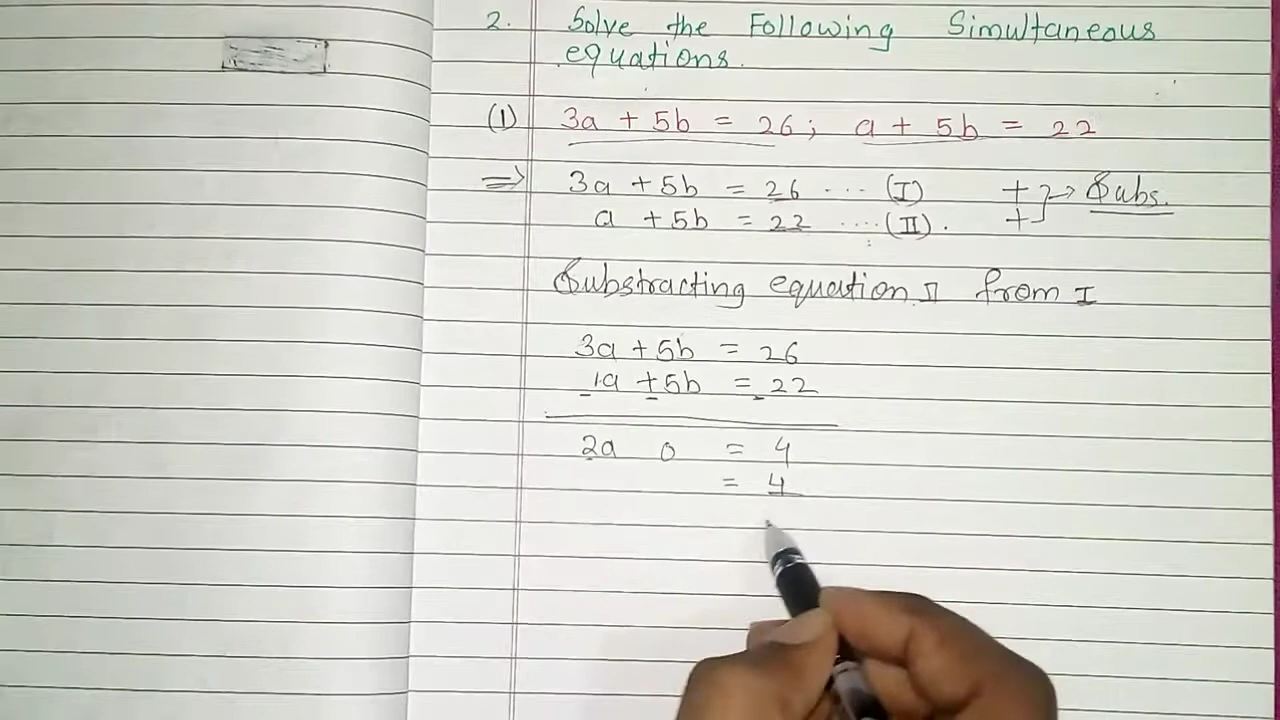 2. Solve the Following Simultaneous
equations.
(1) 3a + 5b = 26; a + 5b = 22
⇒ 3a + 5b = 26 ... (I) + → Subs.
a + 5b = 22 ....(II). +
Substracting equation II from I
3a + 5b = 26
1a + 5b = 22
- - -
2a 0 = 4
= 4